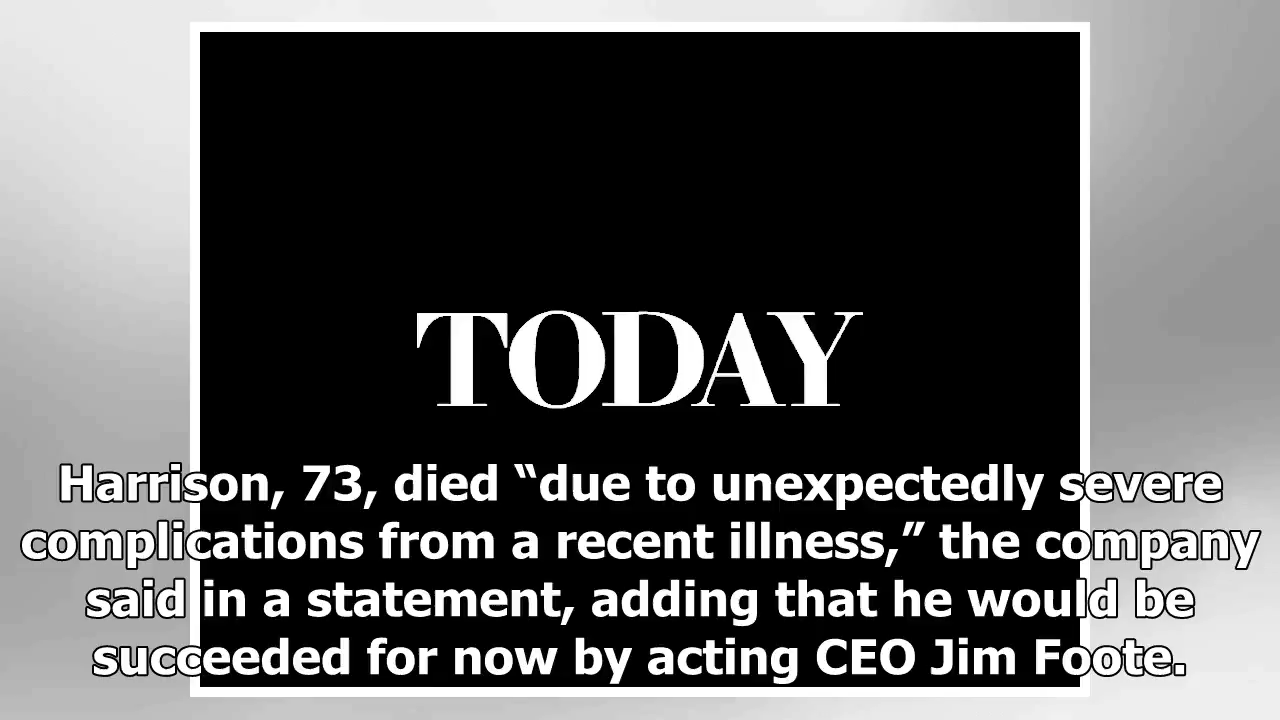 TODAY
Harrison, 73, died “due to unexpectedly severe
complications from a recent illness,” the company
said in a statement, adding that he would be
succeeded for now by acting CEO Jim Foote.